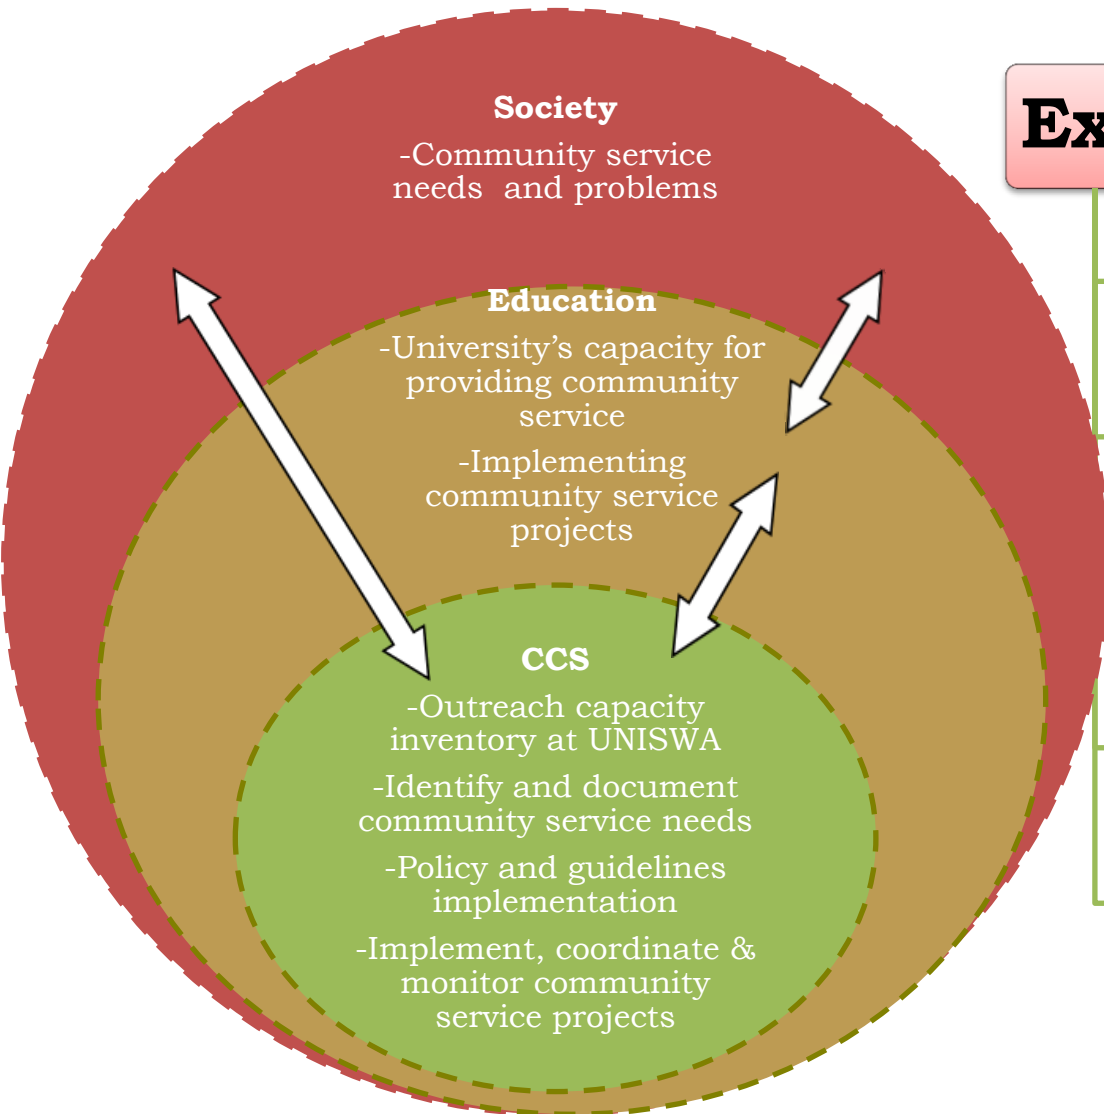 Society
-Community service
needs and problems
Ex
Education
-University’s capacity for
providing community
service
-Implementing
community service
projects
CCS
-Outreach capacity
inventory at UNISWA
-Identify and document
community service needs
-Policy and guidelines
implementation
-Implement, coordinate &
monitor community
service projects